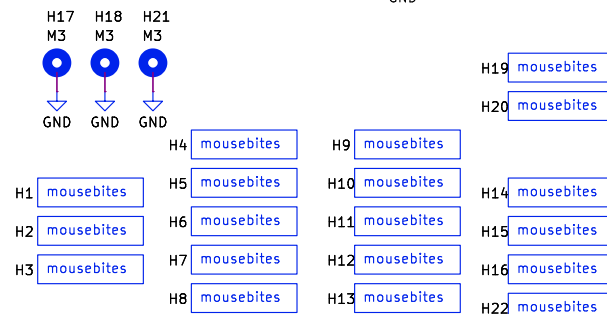 GND
H17 H18 H21
M3 M3 M3
GND GND GND
H19 mousebites
H20 mousebites
H4 mousebites H9 mousebites
H1 mousebites H5 mousebites H10 mousebites H14 mousebites
H2 mousebites H6 mousebites H11 mousebites H15 mousebites
H3 mousebites H7 mousebites H12 mousebites H16 mousebites
H8 mousebites H13 mousebites H22 mousebites